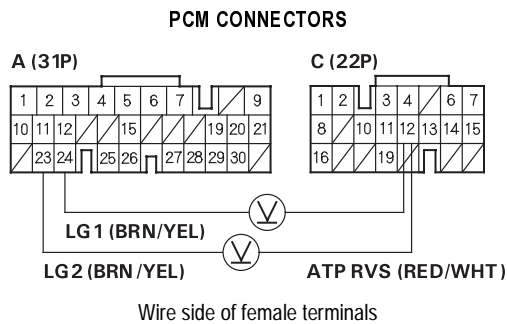 PCM CONNECTORS
A (31P)
C (22P)
1 2 3 4 5 6 7 9
1 2 3 4 6 7
10 11 12 15 19 20 21
8 10 11 12 13 14 15
23 24 25 26 27 28 29 30
16 19
V
LG1 (BRN/YEL)
V
LG2 (BRN/YEL)
ATP RVS (RED/WHT)
Wire side of female terminals